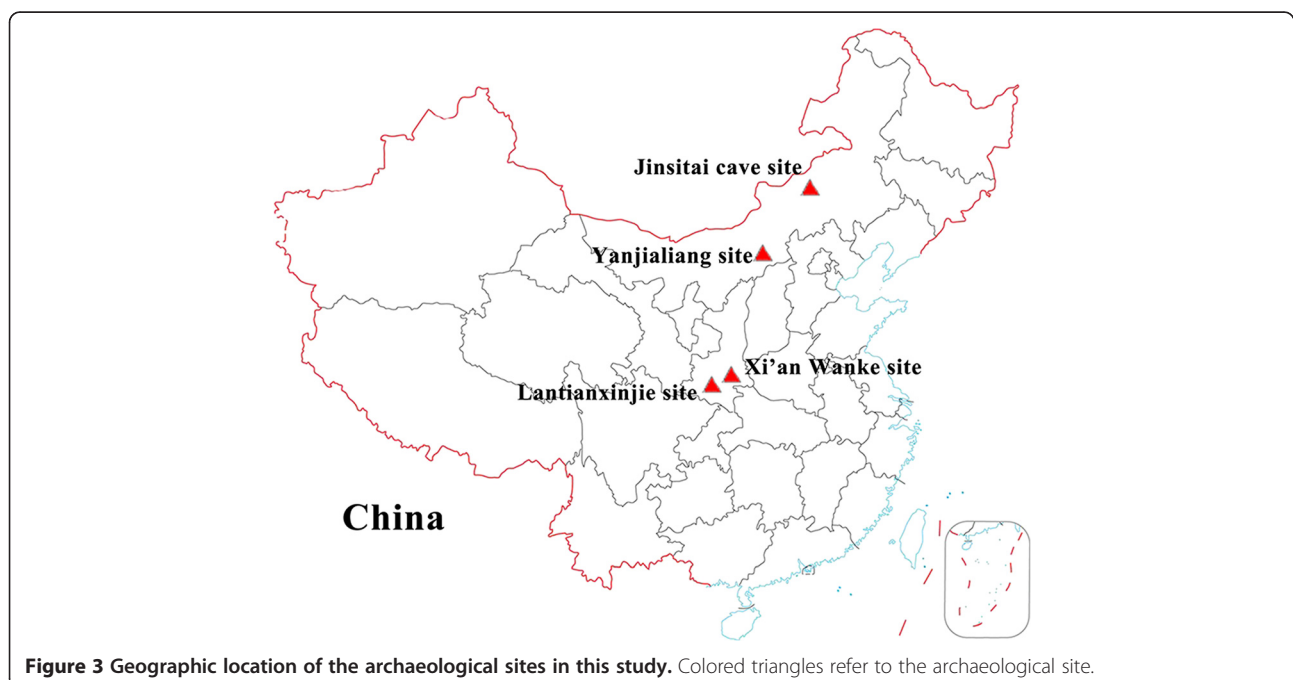 Jinsitai cave site
Yanjialiang site
Xi'an Wanke site
Lantianxinjie site
China
Figure 3 Geographic location of the archaeological sites in this study. Colored triangles refer to the archaeological site.